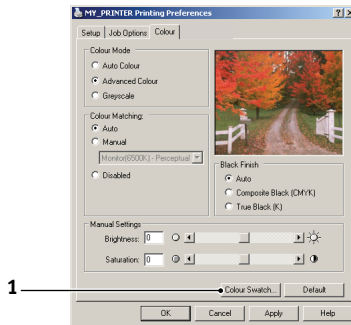 MY_PRINTER Printing Preferences
Setup Job Options Colour
Colour Mode
Auto Colour
Advanced Colour
Greyscale
Colour Matching:
Auto
Manual
Monitor(6500K) - Perceptual
Disabled
Black Finish
Auto
Composite Black (CMYK)
True Black (K)
Manual Settings
Brightness: 0
Saturation: 0
1
Colour Swatch... Default
OK Cancel Apply Help